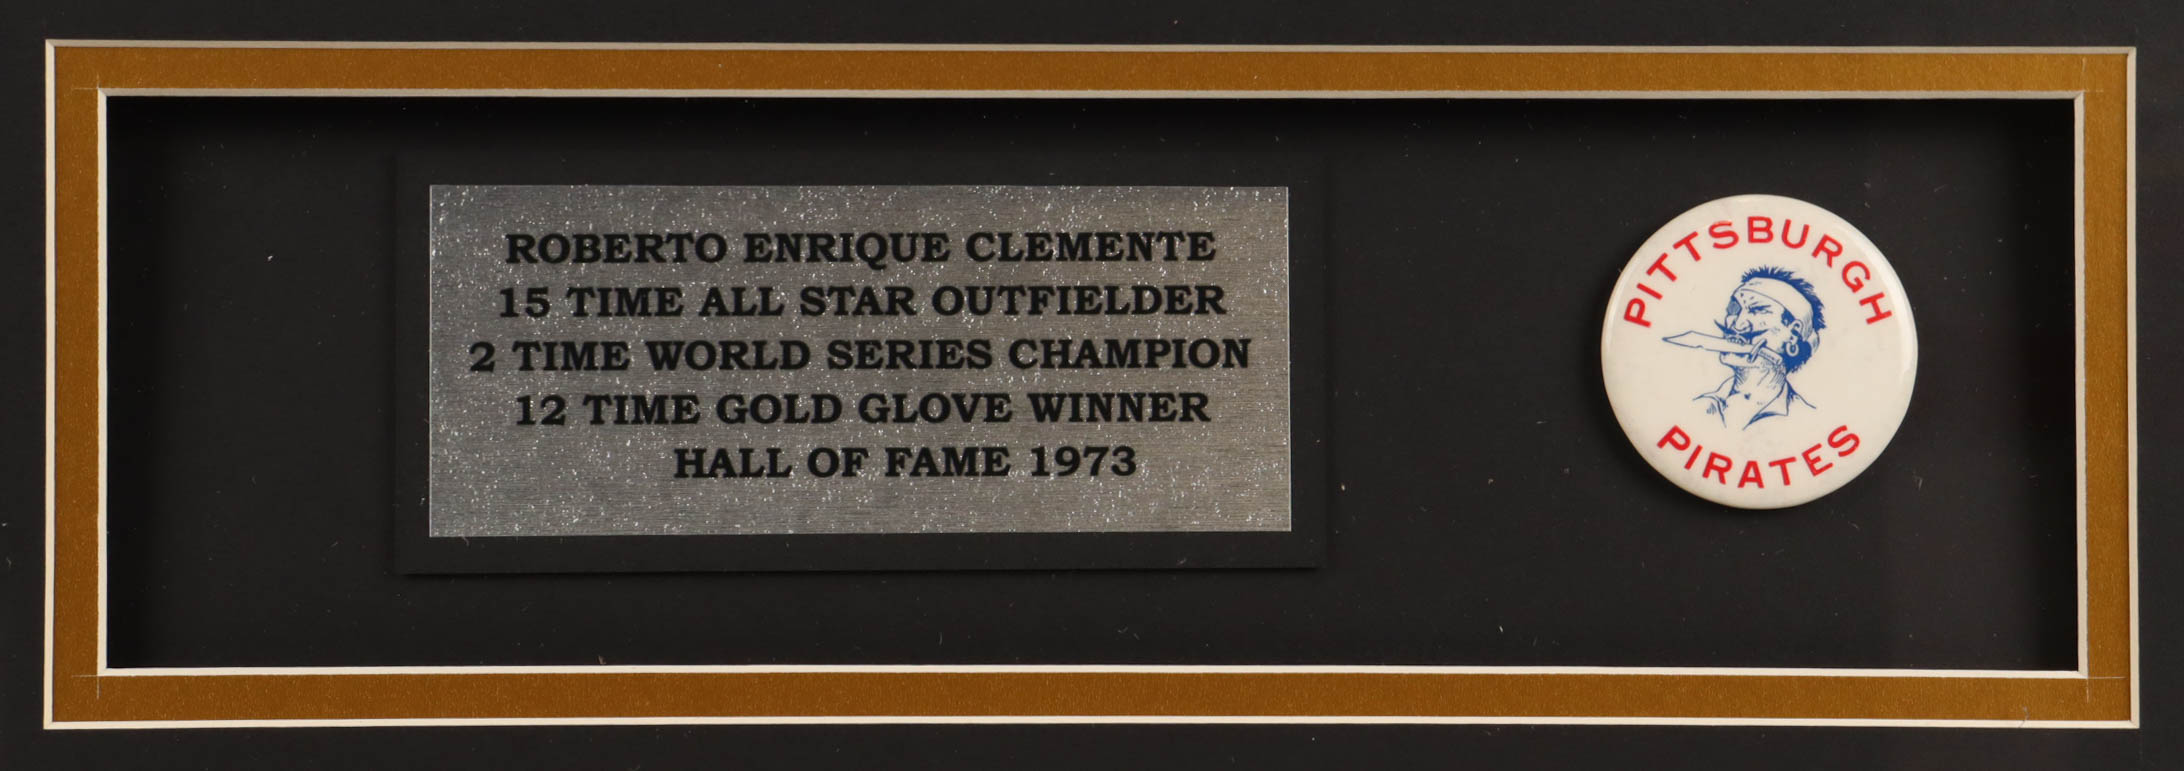 ROBERTO ENRIQUE CLEMENTE
15 TIME ALL STAR OUTFIELDER
2 TIME WORLD SERIES CHAMPION
12 TIME GOLD GLOVE WINNER
HALL OF FAME 1973
PITTSBURGH
PIRATES